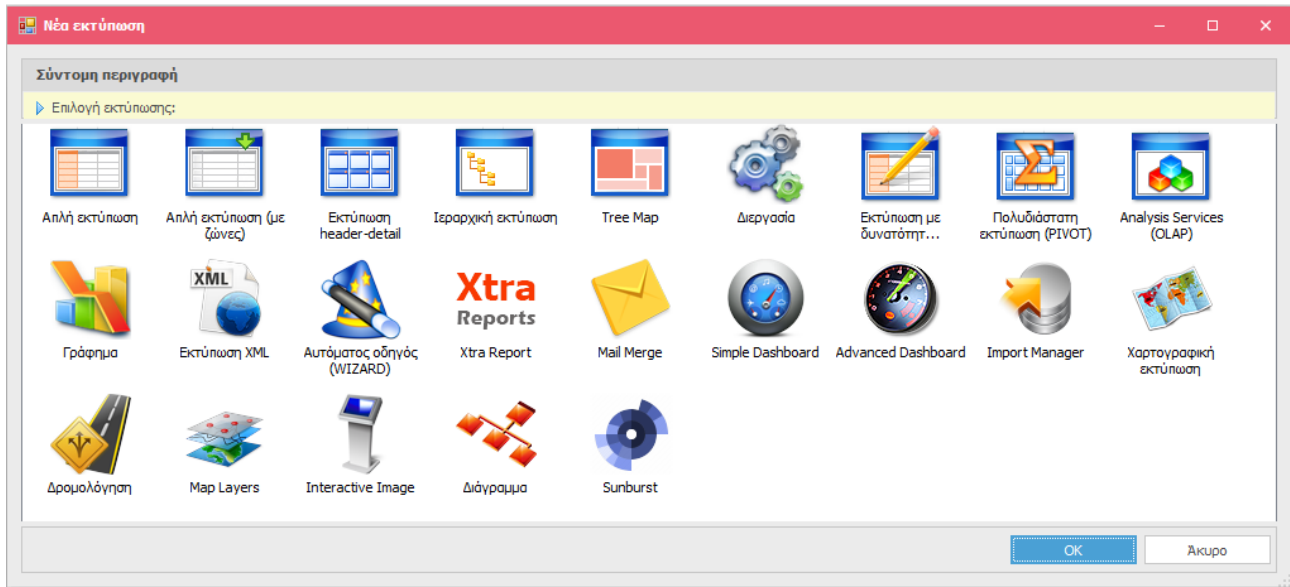 Νέα εκτύπωση
Σύντομη περιγραφή
Επιλογή εκτύπωσης:
Απλή εκτύπωση
Απλή εκτύπωση (με
ζώνες)
Εκτύπωση
header-detail
Ιεραρχική εκτύπωση
Tree Map
Διεργασία
Εκτύπωση με
δυνατότητ...
Πολυδιάστατη
εκτύπωση (PIVOT)
Analysis Services
(OLAP)
XML
Xtra
Reports
Γράφημα
Εκτύπωση XML
Αυτόματος οδηγός
(WIZARD)
Xtra Report
Mail Merge
Simple Dashboard
Advanced Dashboard
Import Manager
Χαρτογραφική
εκτύπωση
Δρομολόγηση
Map Layers
Interactive Image
Διάγραμμα
Sunburst
OK
Άκυρο